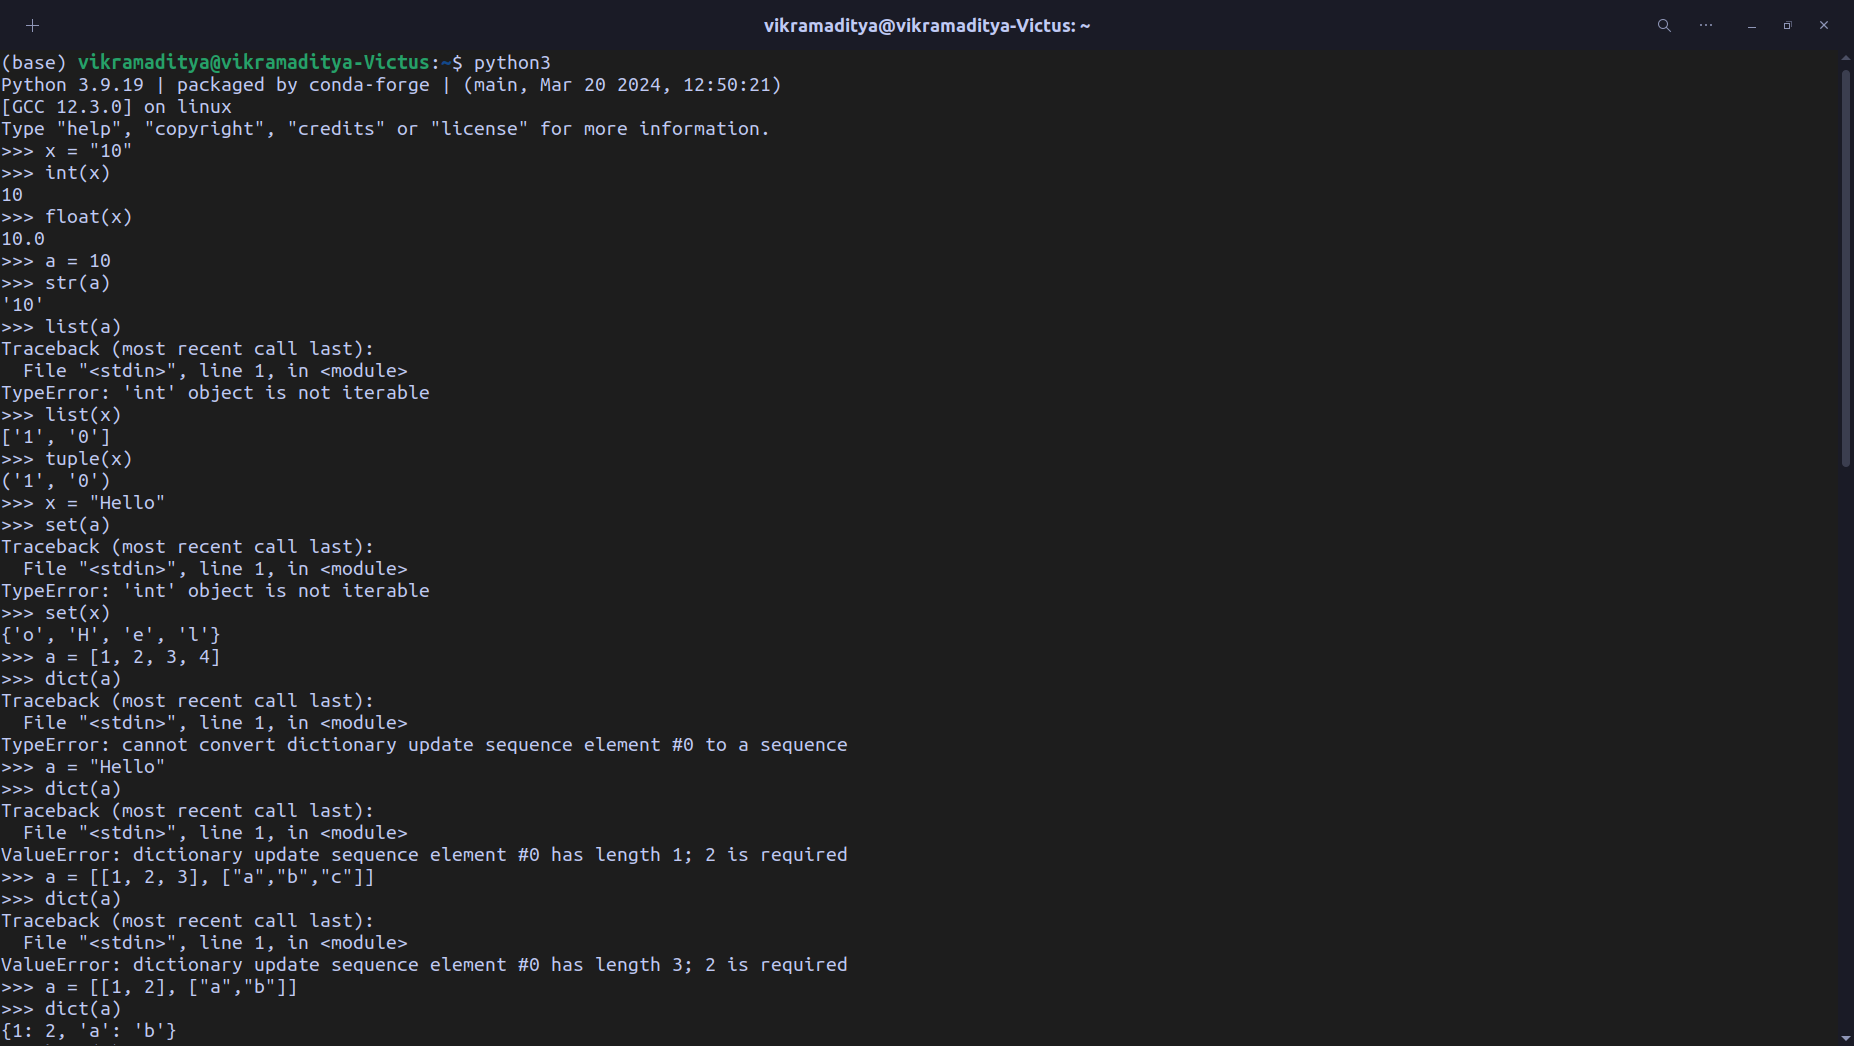 vikramaditya@vikramaditya-Victus: ~
(base) vikramaditya@vikramaditya-Victus:~$ python3
Python 3.9.19 | packaged by conda-forge | (main, Mar 20 2024, 12:50:21)
[GCC 12.3.0] on linux
Type "help", "copyright", "credits" or "license" for more information.
>>> x = "10"
>>> int(x)
10
>>> float(x)
10.0
>>> a = 10
>>> str(a)
'10'
>>> list(a)
Traceback (most recent call last):
  File "<stdin>", line 1, in <module>
TypeError: 'int' object is not iterable
>>> list(x)
['1', '0']
>>> tuple(x)
('1', '0')
>>> x = "Hello"
>>> set(a)
Traceback (most recent call last):
  File "<stdin>", line 1, in <module>
TypeError: 'int' object is not iterable
>>> set(x)
{'o', 'H', 'e', 'l'}
>>> a = [1, 2, 3, 4]
>>> dict(a)
Traceback (most recent call last):
  File "<stdin>", line 1, in <module>
TypeError: cannot convert dictionary update sequence element #0 to a sequence
>>> a = "Hello"
>>> dict(a)
Traceback (most recent call last):
  File "<stdin>", line 1, in <module>
ValueError: dictionary update sequence element #0 has length 1; 2 is required
>>> a = [[1, 2, 3], ["a","b","c"]]
>>> dict(a)
Traceback (most recent call last):
  File "<stdin>", line 1, in <module>
ValueError: dictionary update sequence element #0 has length 3; 2 is required
>>> a = [[1, 2], ["a","b"]]
>>> dict(a)
{1: 2, 'a': 'b'}